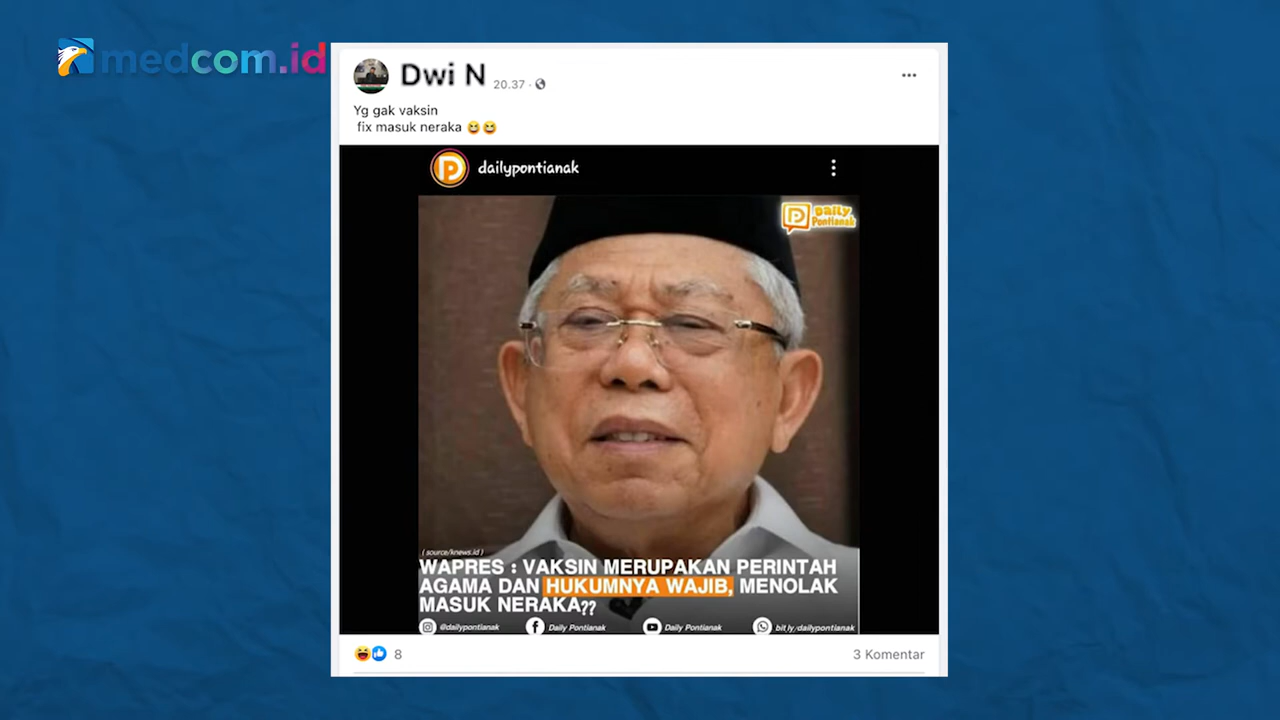 medcom.id
Dwi N 20.37
Yg gak vaksin
fix masuk neraka
dailypontianak
Daily
Pontianak
( source/knews.id )
WAPRES : VAKSIN MERUPAKAN PERINTAH
AGAMA DAN HUKUMNYA WAJIB, MENOLAK
MASUK NERAKA??
@dailypontianak Daily Pontianak Daily Pontianak bit.ly/dailypontianak
8 3 Komentar